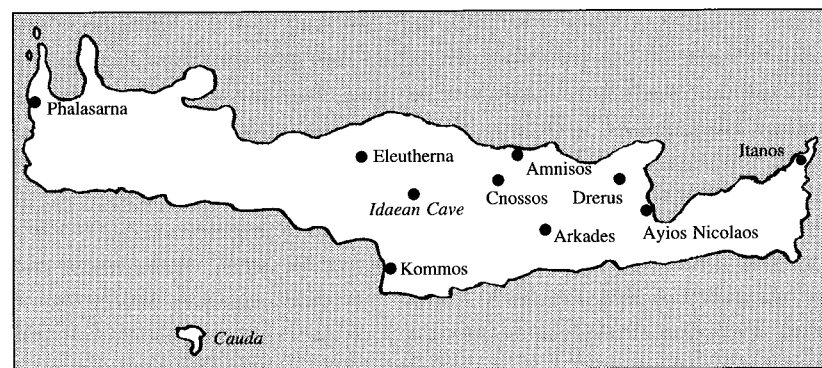 Phalasarna
Eleutherna
Amnisos
Itanos
Cnossos
Drerus
Idaean Cave
Ayios Nicolaos
Arkades
Kommos
Cauda